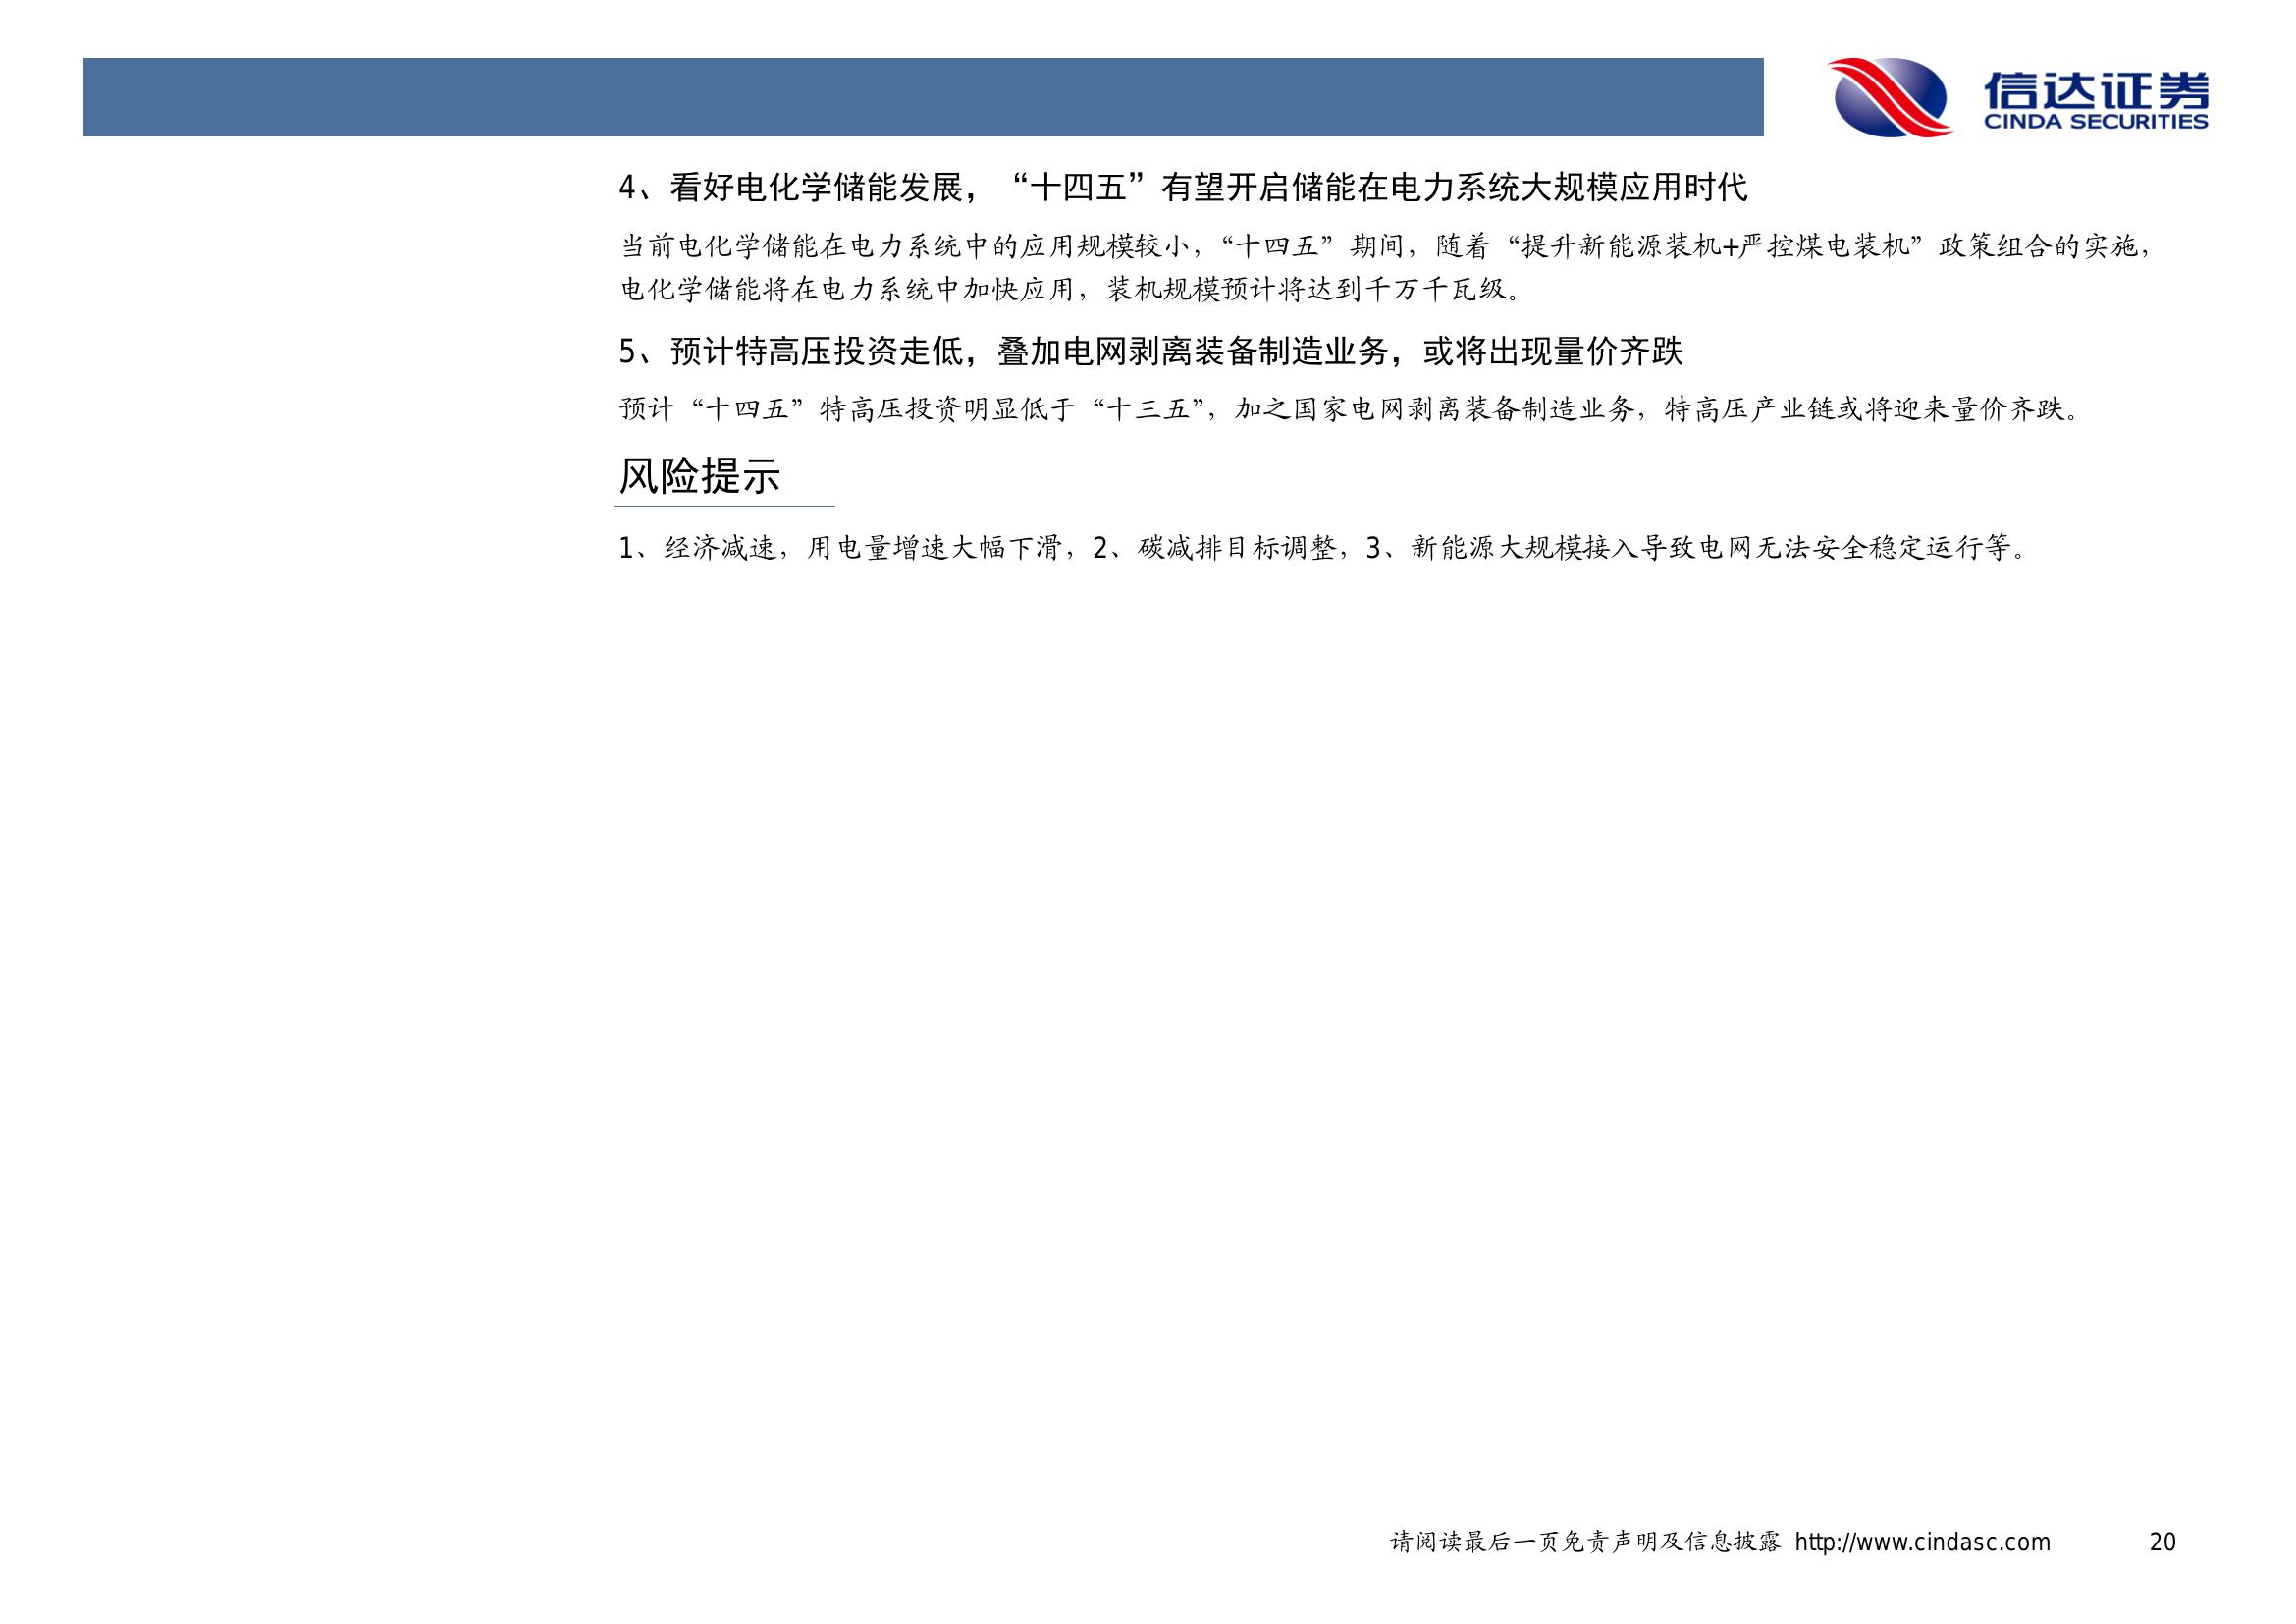 信达证券
CINDA SECURITIES
4、看好电化学储能发展，“十四五”有望开启储能在电力系统大规模应用时代
当前电化学储能在电力系统中的应用规模较小，“十四五”期间，随着“提升新能源装机+严控煤电装机”政策组合的实施，
电化学储能将在电力系统中加快应用，装机规模预计将达到千万千瓦级。
5、预计特高压投资走低，叠加电网剥离装备制造业务，或将出现量价齐跌
预计“十四五”特高压投资明显低于“十三五”，加之国家电网剥离装备制造业务，特高压产业链或将迎来量价齐跌。
风险提示
1、经济减速，用电量增速大幅下滑，2、碳减排目标调整，3、新能源大规模接入导致电网无法安全稳定运行等。
请阅读最后一页免责声明及信息披露 http://www.cindasc.com 20